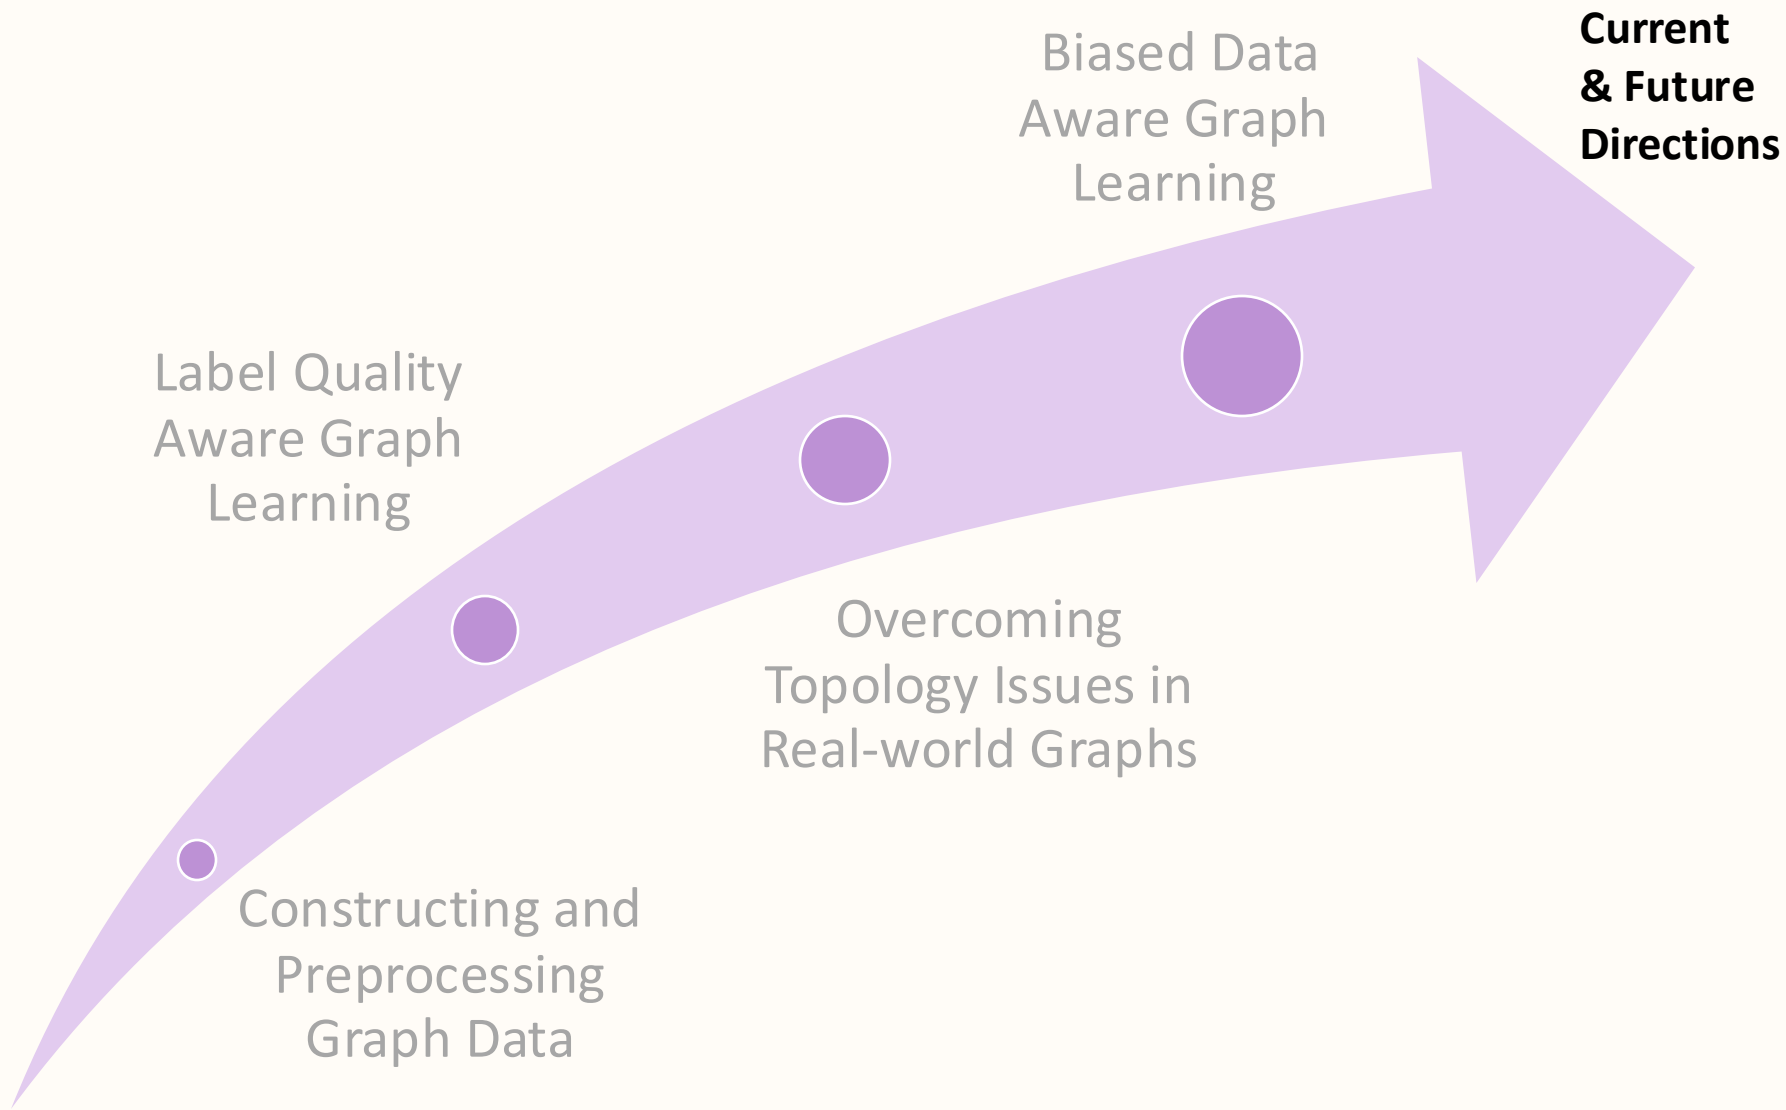 Current
& Future
Directions
Biased Data
Aware Graph
Learning
Label Quality
Aware Graph
Learning
Overcoming
Topology Issues in
Real-world Graphs
Constructing and
Preprocessing
Graph Data